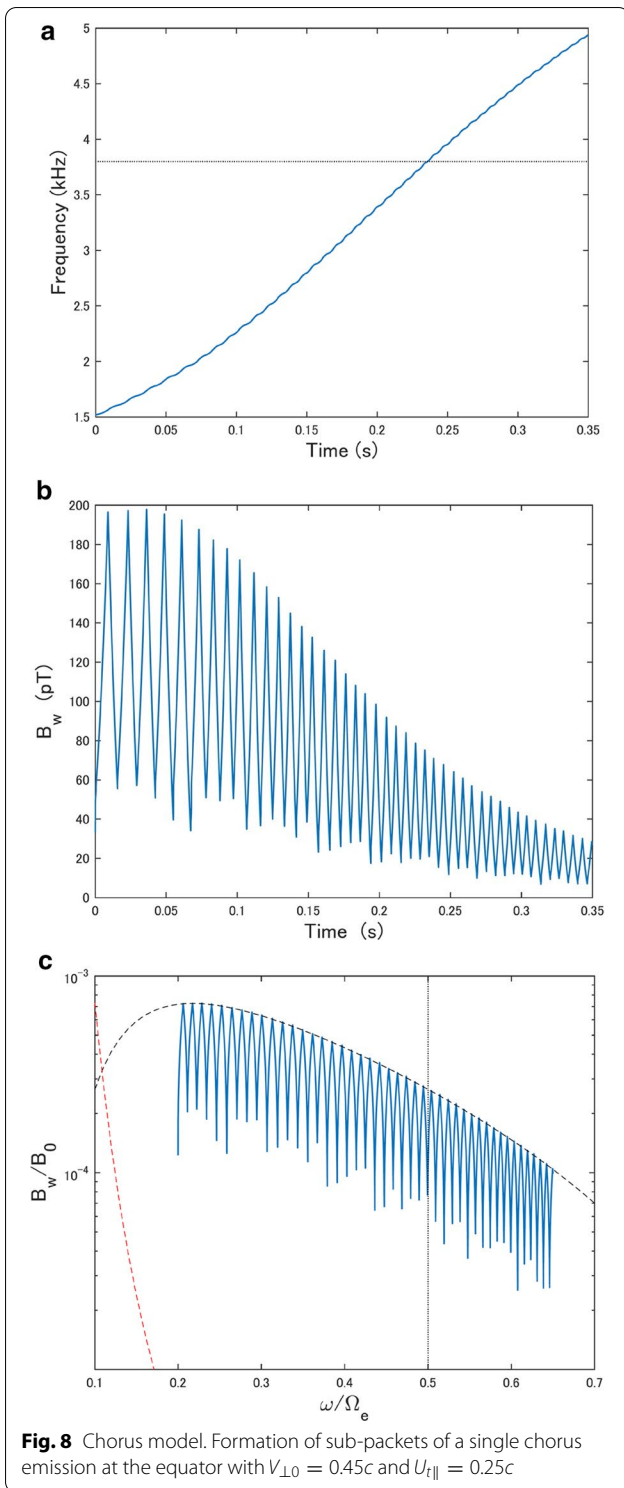 a
5
4.5
4
3.5
3
2.5
2
1.5
Frequency (kHz)
0 0.05 0.1 0.15 0.2 0.25 0.3 0.35
Time (s)
b
200
180
160
140
120
100
80
60
40
20
0
B_w (pT)
0 0.05 0.1 0.15 0.2 0.25 0.3 0.35
Time (s)
c
10^-3
10^-4
B_w/B_0
0.1 0.2 0.3 0.4 0.5 0.6 0.7
ω/Ω_e
Fig. 8 Chorus model. Formation of sub-packets of a single chorus
emission at the equator with V_⊥0 = 0.45c and U_t∥ = 0.25c